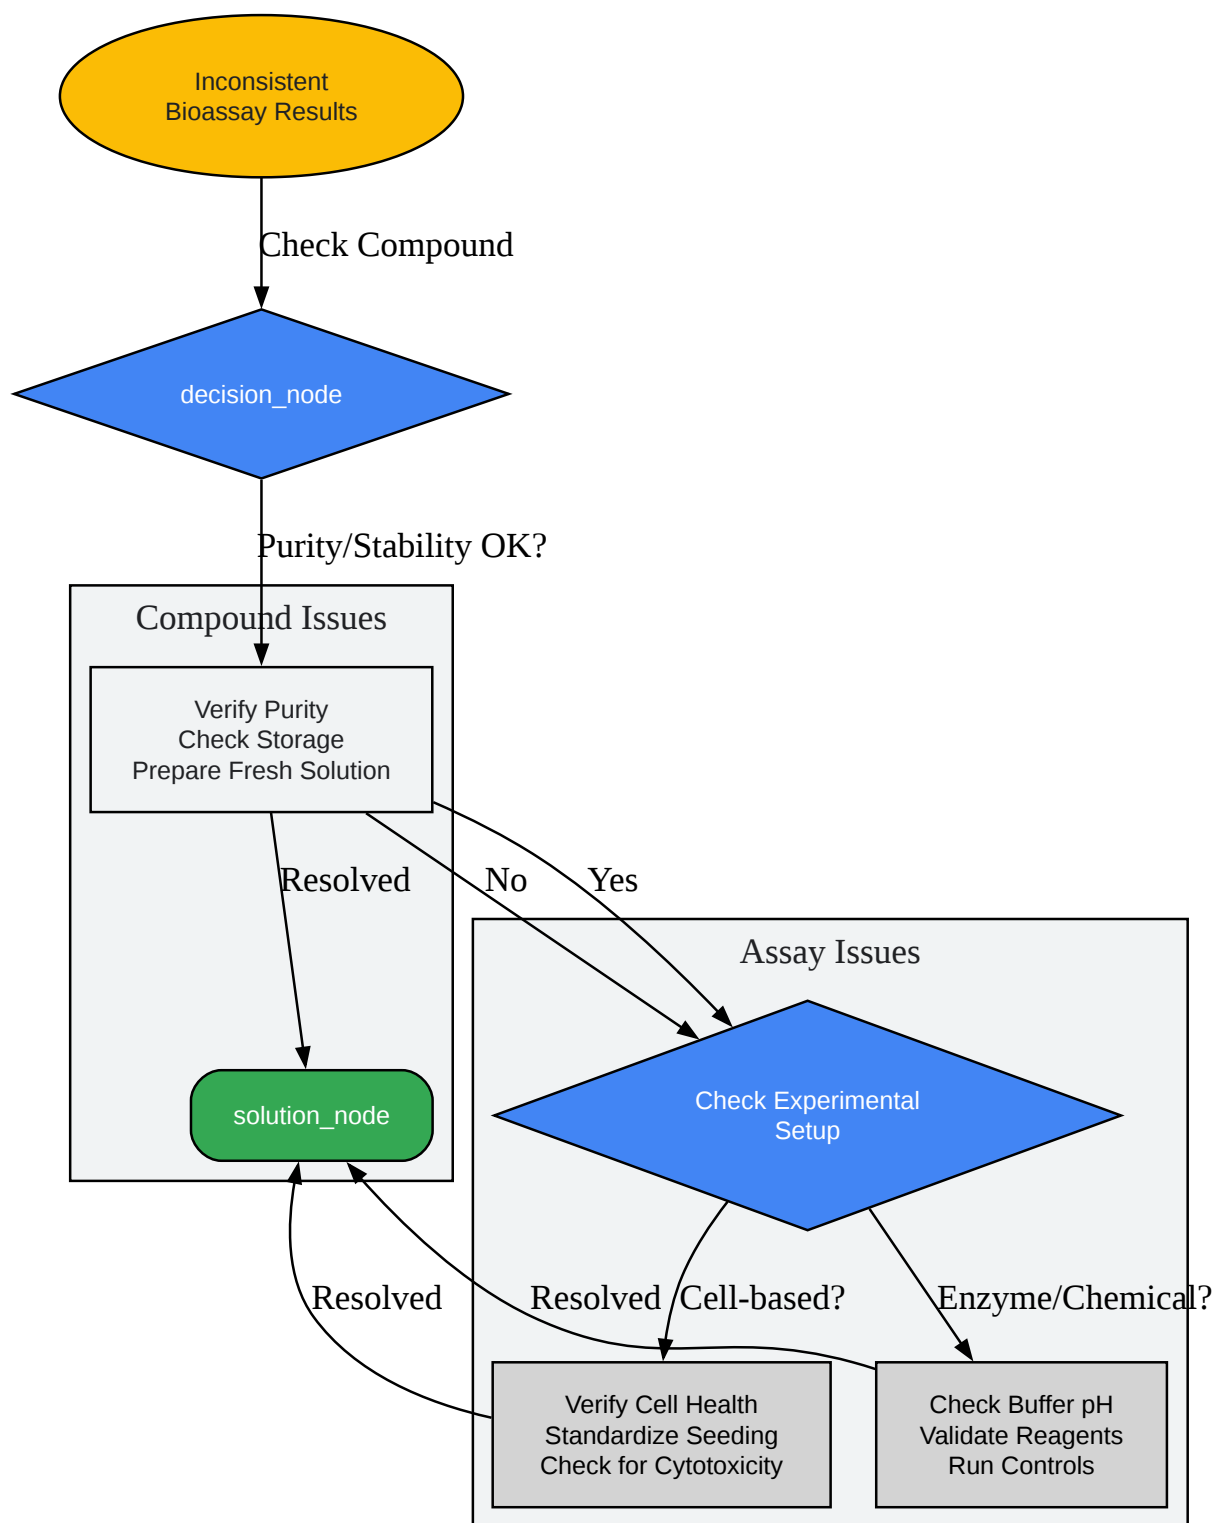 Inconsistent
Bioassay Results
Check Compound
decision_node
Purity/Stability OK?
Compound Issues
Verify Purity
Check Storage
Prepare Fresh Solution
Resolved
No
Yes
Assay Issues
solution_node
Check Experimental
Setup
Resolved
Resolved
Cell-based?
Enzyme/Chemical?
Verify Cell Health
Standardize Seeding
Check for Cytotoxicity
Check Buffer pH
Validate Reagents
Run Controls